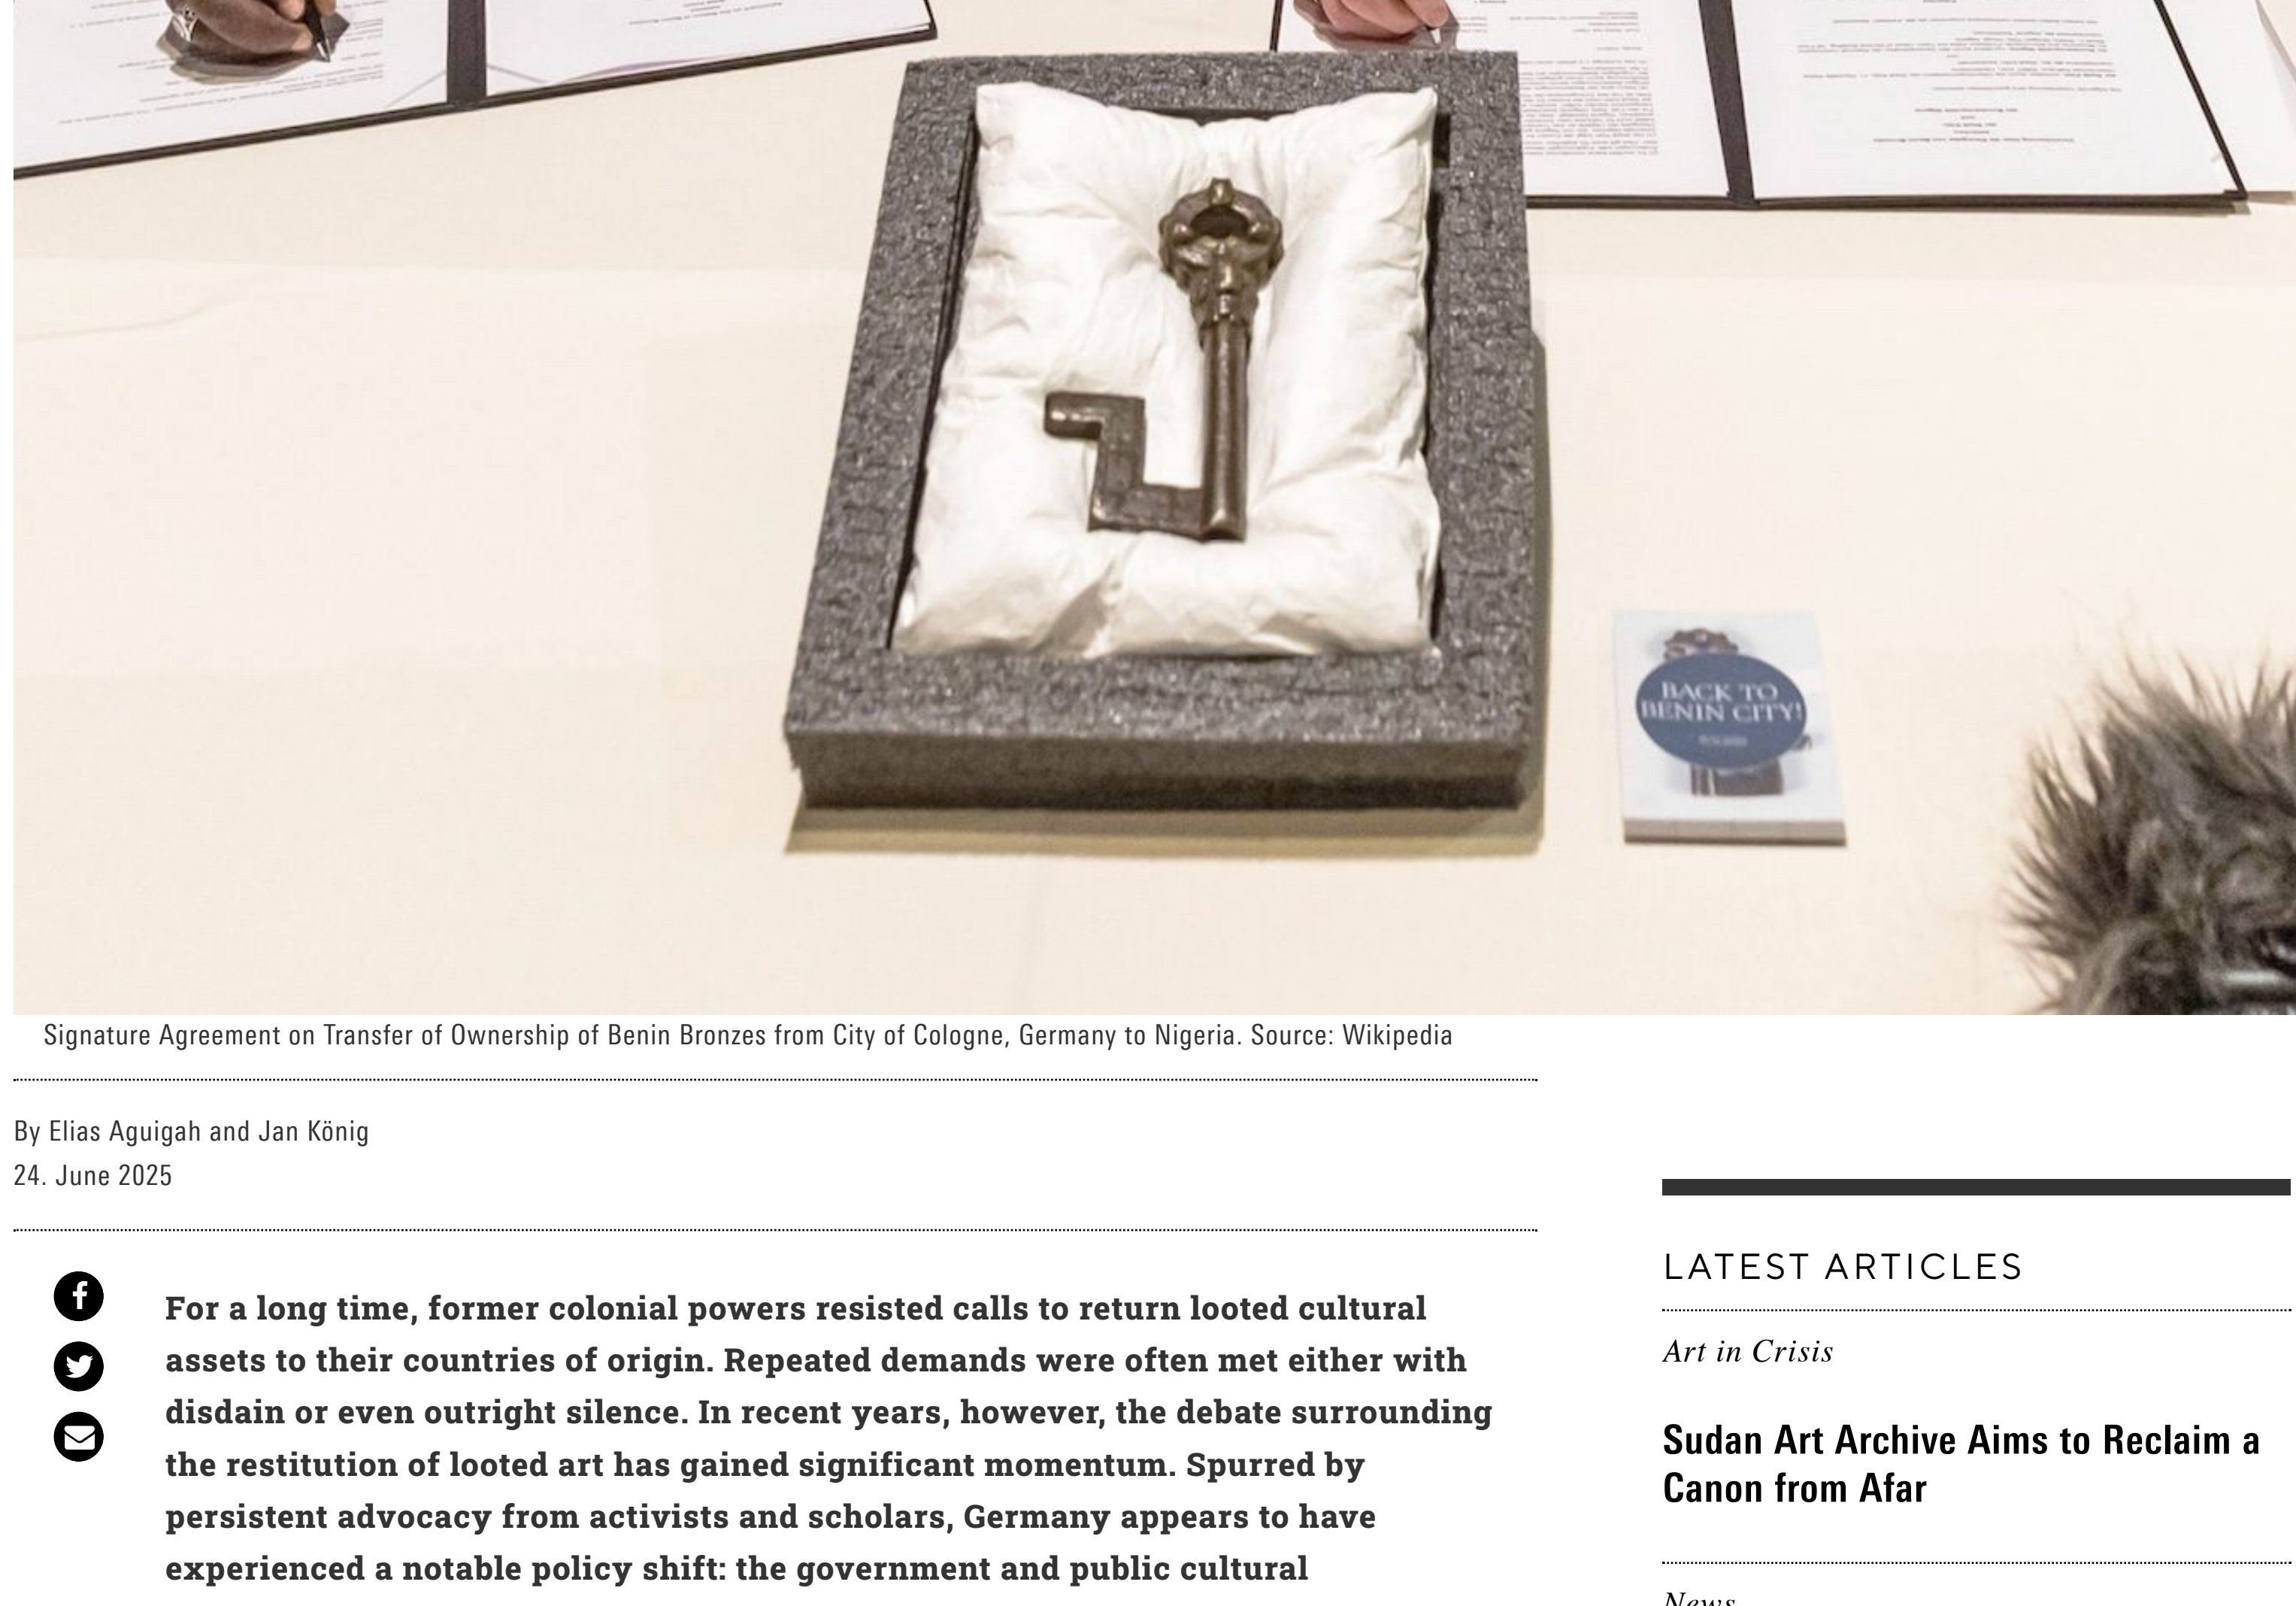 BACK TO
BENIN CITY!
Signature Agreement on Transfer of Ownership of Benin Bronzes from City of Cologne, Germany to Nigeria. Source: Wikipedia
By Elias Aguigah and Jan König
24. June 2025
For a long time, former colonial powers resisted calls to return looted cultural
assets to their countries of origin. Repeated demands were often met either with
disdain or even outright silence. In recent years, however, the debate surrounding
the restitution of looted art has gained significant momentum. Spurred by
persistent advocacy from activists and scholars, Germany appears to have
experienced a notable policy shift: the government and public cultural
LATEST ARTICLES
Art in Crisis
Sudan Art Archive Aims to Reclaim a
Canon from Afar
News